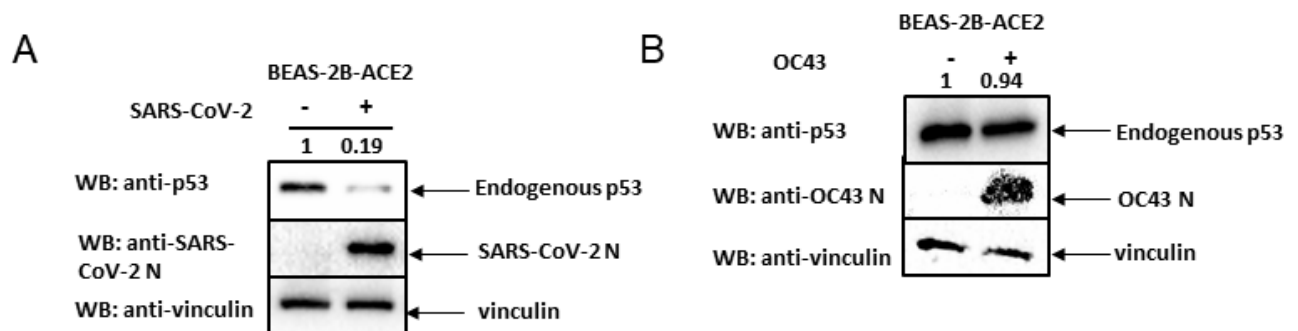 A
BEAS-2B-ACE2
SARS-CoV-2 - +
1 0.19
WB: anti-p53 Endogenous p53
WB: anti-SARS-
CoV-2 N SARS-CoV-2 N
WB: anti-vinculin vinculin
B
BEAS-2B-ACE2
OC43 - +
1 0.94
WB: anti-p53 Endogenous p53
WB: anti-OC43 N OC43 N
WB: anti-vinculin vinculin